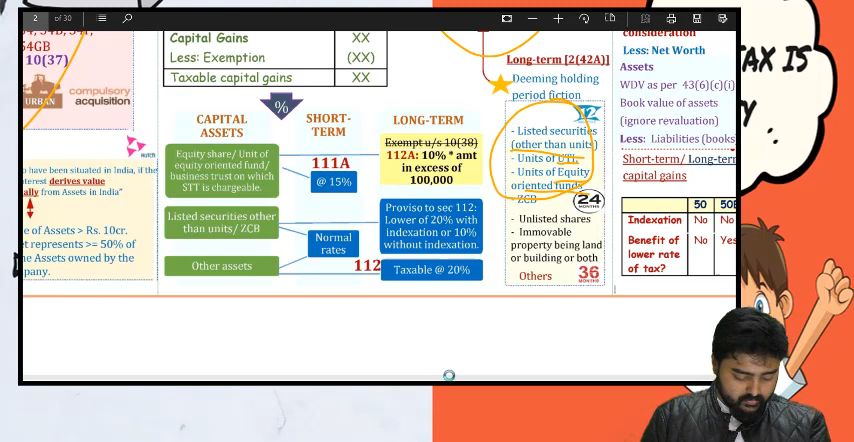 2 of 30
54GB
10(37)
URBAN
compulsory
acquisition
to have been situated in India, if the
nterest derives value
ally from Assets in India"
e of Assets > Rs. 10cr.
et represents >= 50% of
he Assets owned by the
mpany.
Capital Gains XX
Less: Exemption (XX)
Taxable capital gains XX
%
CAPITAL
ASSETS
SHORT-
TERM
LONG-TERM
Equity share/ Unit of
equity oriented fund/
business trust on which
STT is chargeable.
111A
@ 15%
Exempt u/s 10(38)
112A: 10% * amt
in excess of
100,000
Listed securities other
than units/ ZCB
Normal
rates
Proviso to sec 112:
Lower of 20% with
indexation or 10%
without indexation.
Other assets
112
Taxable @ 20%
Long-term [2(42A)]
Deeming holding
period fiction
12
- Listed securities
(other than units)
- Units of UTI.
- Units of Equity
oriented funds
- ZCB
24
MONTHS
- Unlisted shares
- Immovable
property being land
or building or both
Others
36
MONTHS
consideration
Less: Net Worth
Assets
WDV as per 43(6)(c)(i)
Book value of assets
(ignore revaluation)
Less: Liabilities (books
Short-term/ Long-term
capital gains
50 50B
Indexation No No
Benefit of No Yes
lower rate
of tax?
TAX IS